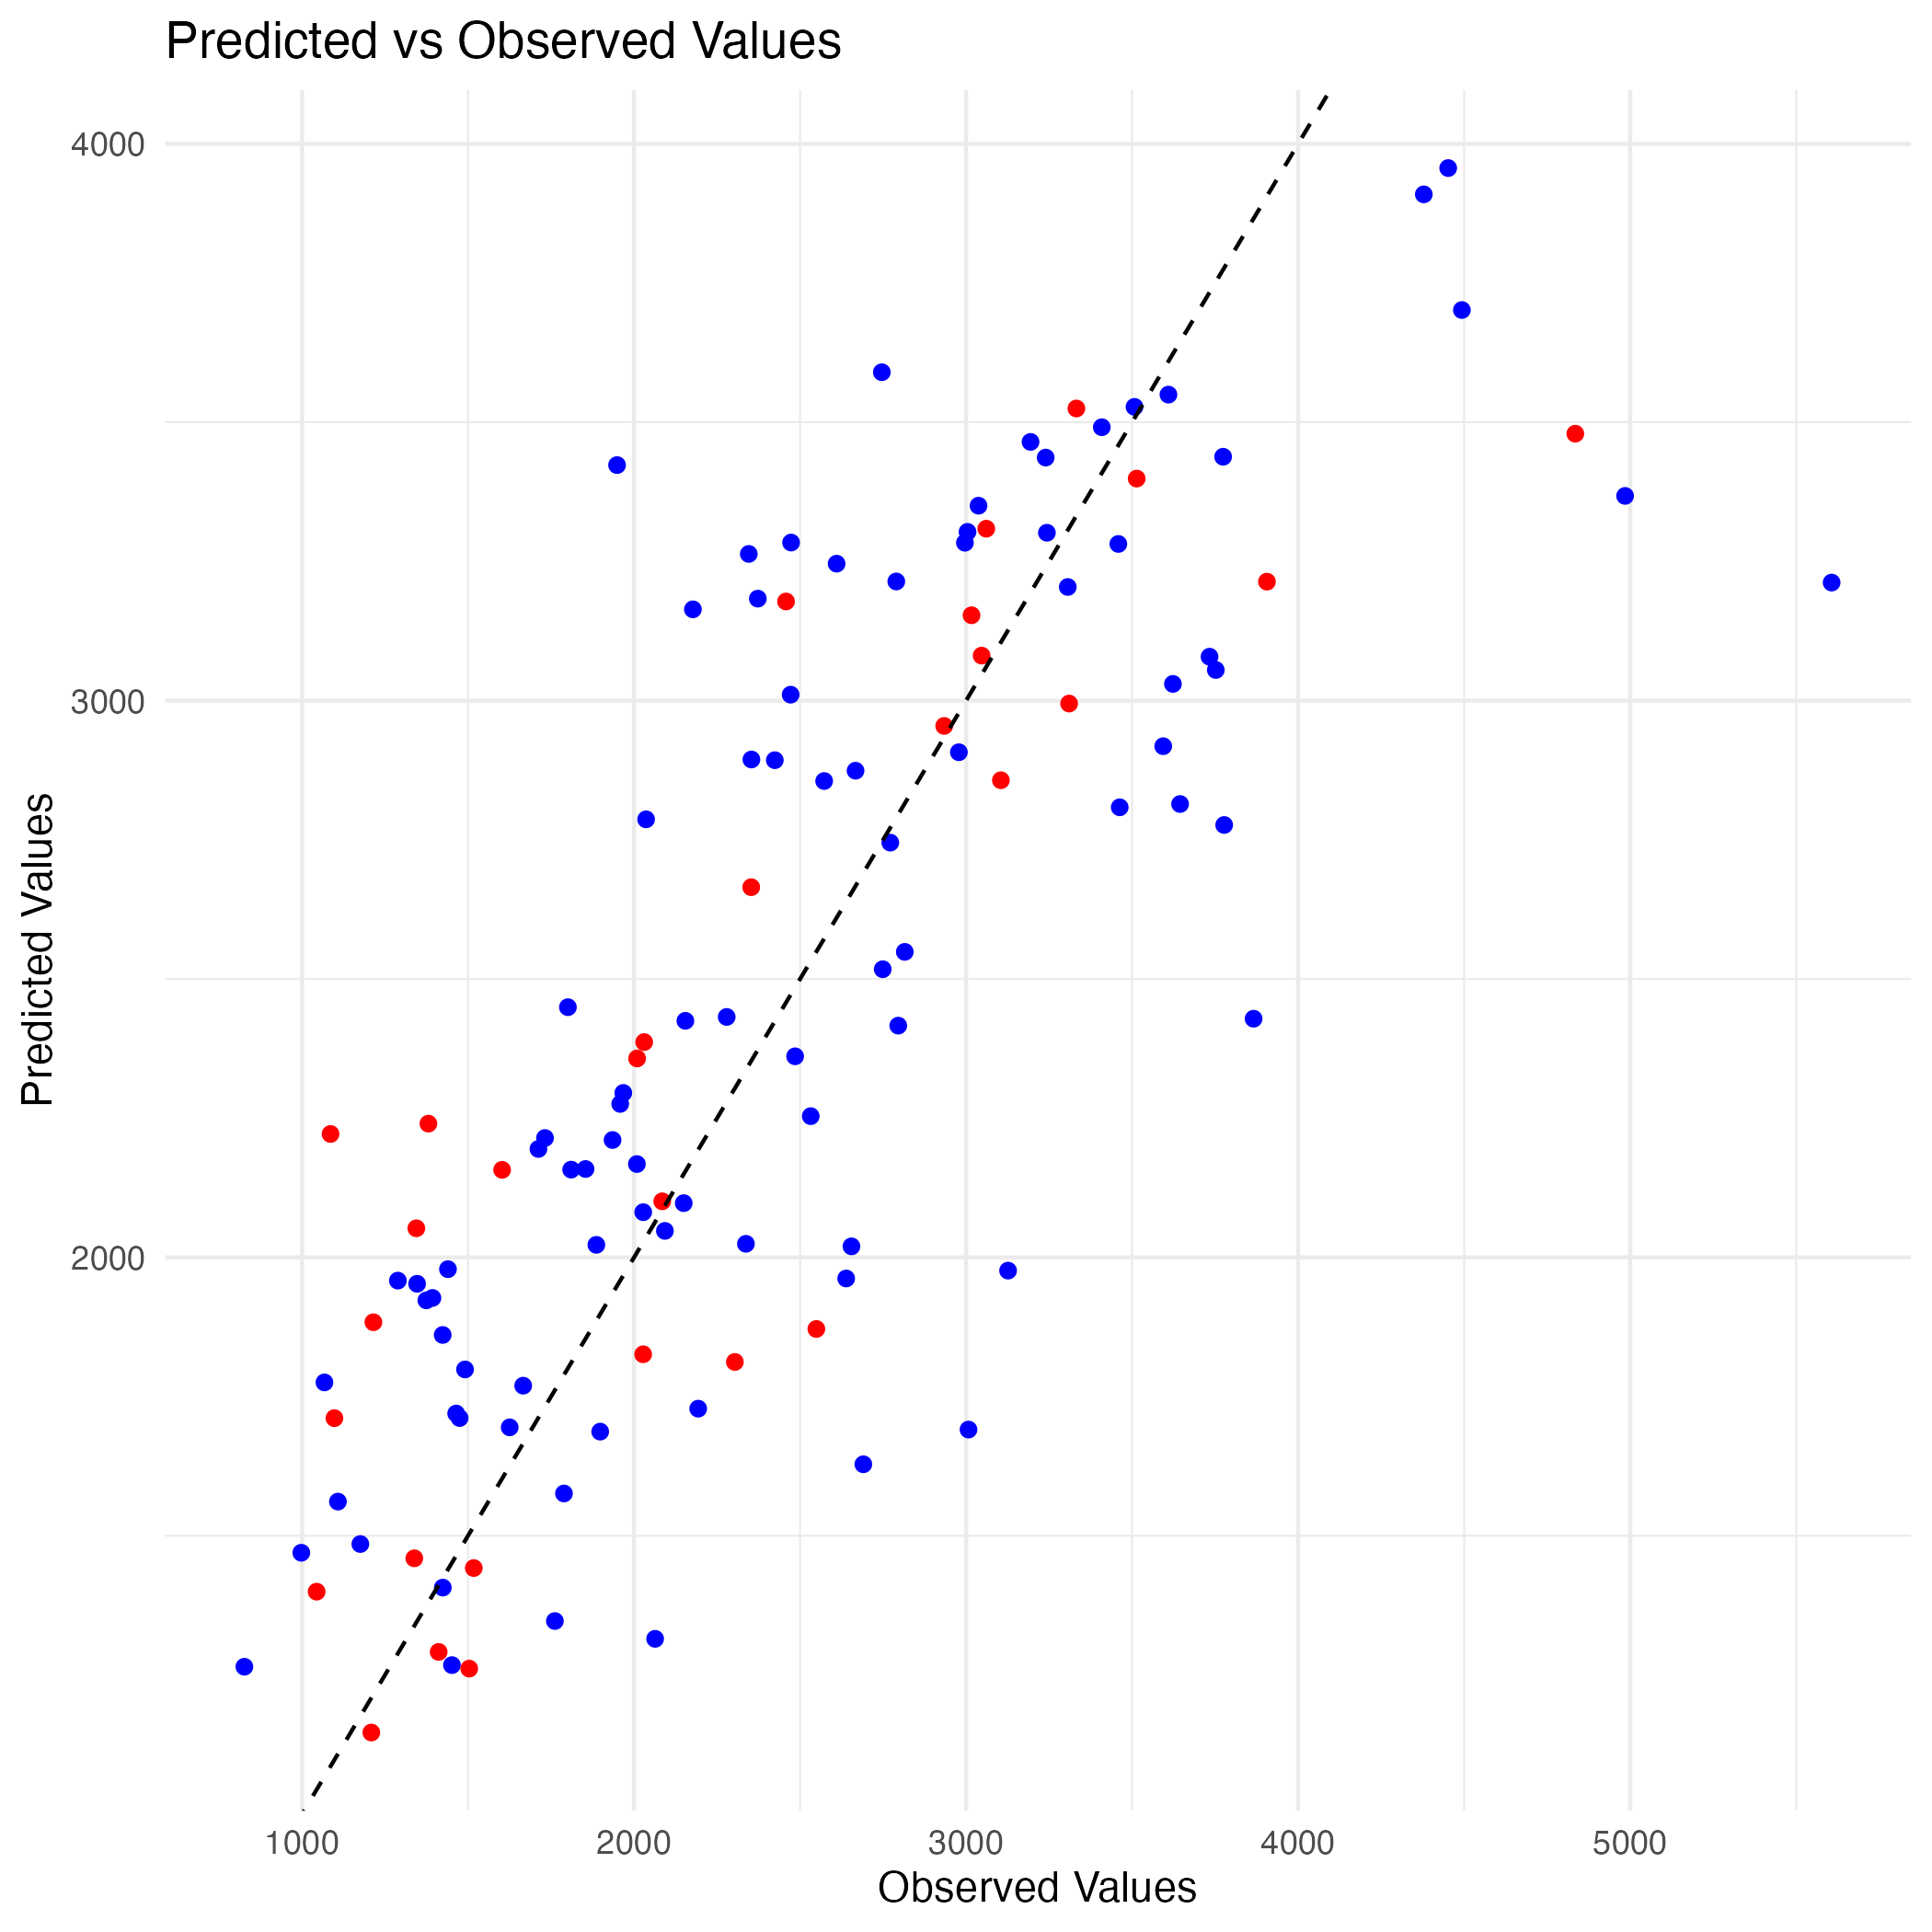 Predicted vs Observed Values
4000
3000
2000
Predicted Values
1000 2000 3000 4000 5000
Observed Values